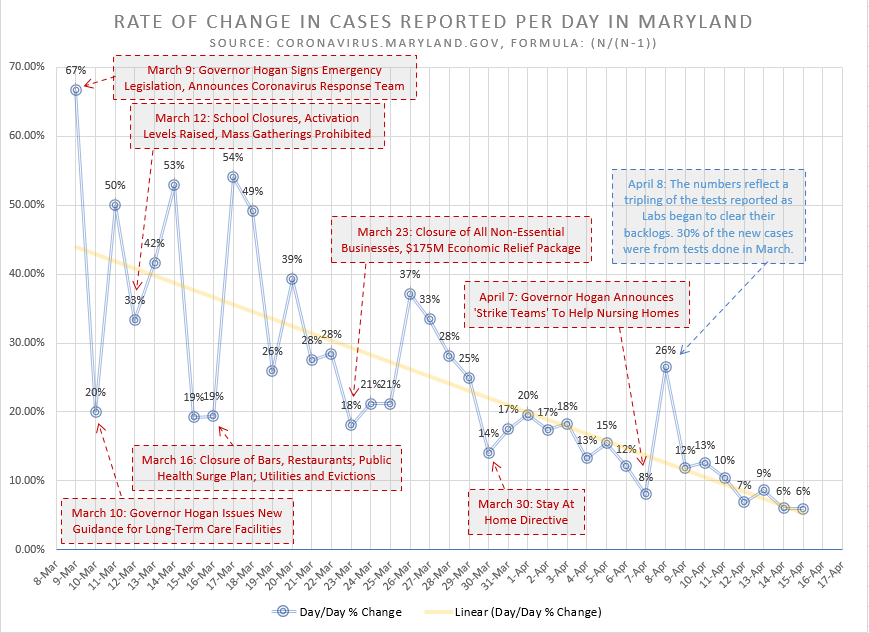 RATE OF CHANGE IN CASES REPORTED PER DAY IN MARYLAND
SOURCE: CORONAVIRUS.MARYLAND.GOV, FORMULA: (N/(N-1))
70.00%
60.00%
50.00%
40.00%
30.00%
20.00%
10.00%
0.00%
67%
20%
50%
33%
42%
53%
19%
19%
54%
49%
26%
39%
28%
28%
18%
21%
21%
37%
33%
28%
25%
14%
17%
20%
17%
18%
13%
15%
12%
8%
26%
12%
13%
10%
7%
9%
6%
6%
March 9: Governor Hogan Signs Emergency
Legislation, Announces Coronavirus Response Team
March 12: School Closures, Activation
Levels Raised, Mass Gatherings Prohibited
March 23: Closure of All Non-Essential
Businesses, $175M Economic Relief Package
April 8: The numbers reflect a
tripling of the tests reported as
Labs began to clear their
backlogs. 30% of the new cases
were from tests done in March.
April 7: Governor Hogan Announces
'Strike Teams' To Help Nursing Homes
March 16: Closure of Bars, Restaurants; Public
Health Surge Plan; Utilities and Evictions
March 10: Governor Hogan Issues New
Guidance for Long-Term Care Facilities
March 30: Stay At
Home Directive
8-Mar
9-Mar
10-Mar
11-Mar
12-Mar
13-Mar
14-Mar
15-Mar
16-Mar
17-Mar
18-Mar
19-Mar
20-Mar
21-Mar
22-Mar
23-Mar
24-Mar
25-Mar
26-Mar
27-Mar
28-Mar
29-Mar
30-Mar
31-Mar
1-Apr
2-Apr
3-Apr
4-Apr
5-Apr
6-Apr
7-Apr
8-Apr
9-Apr
10-Apr
11-Apr
12-Apr
13-Apr
14-Apr
15-Apr
16-Apr
17-Apr
Day/Day % Change
Linear (Day/Day % Change)